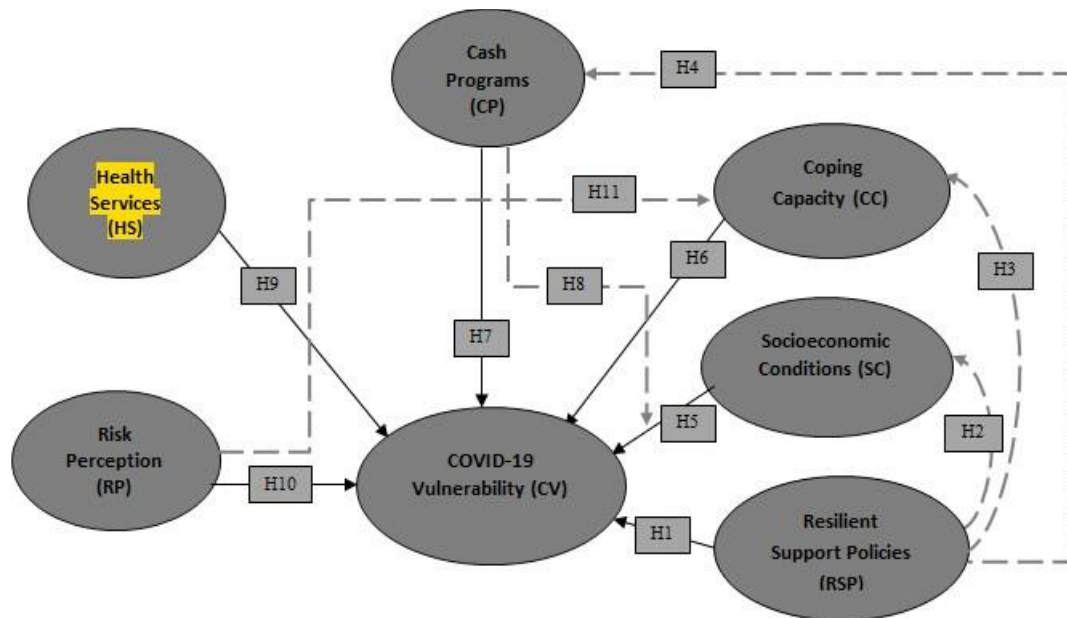 Cash
Programs
(CP)
H4
Health
Services
(HS)
Coping
Capacity (CC)
H11
H6
H3
H9
H8
H7
Socioeconomic
Conditions (SC)
H5
H2
Risk
Perception
(RP)
H10
COVID-19
Vulnerability (CV)
H1
Resilient
Support Policies
(RSP)